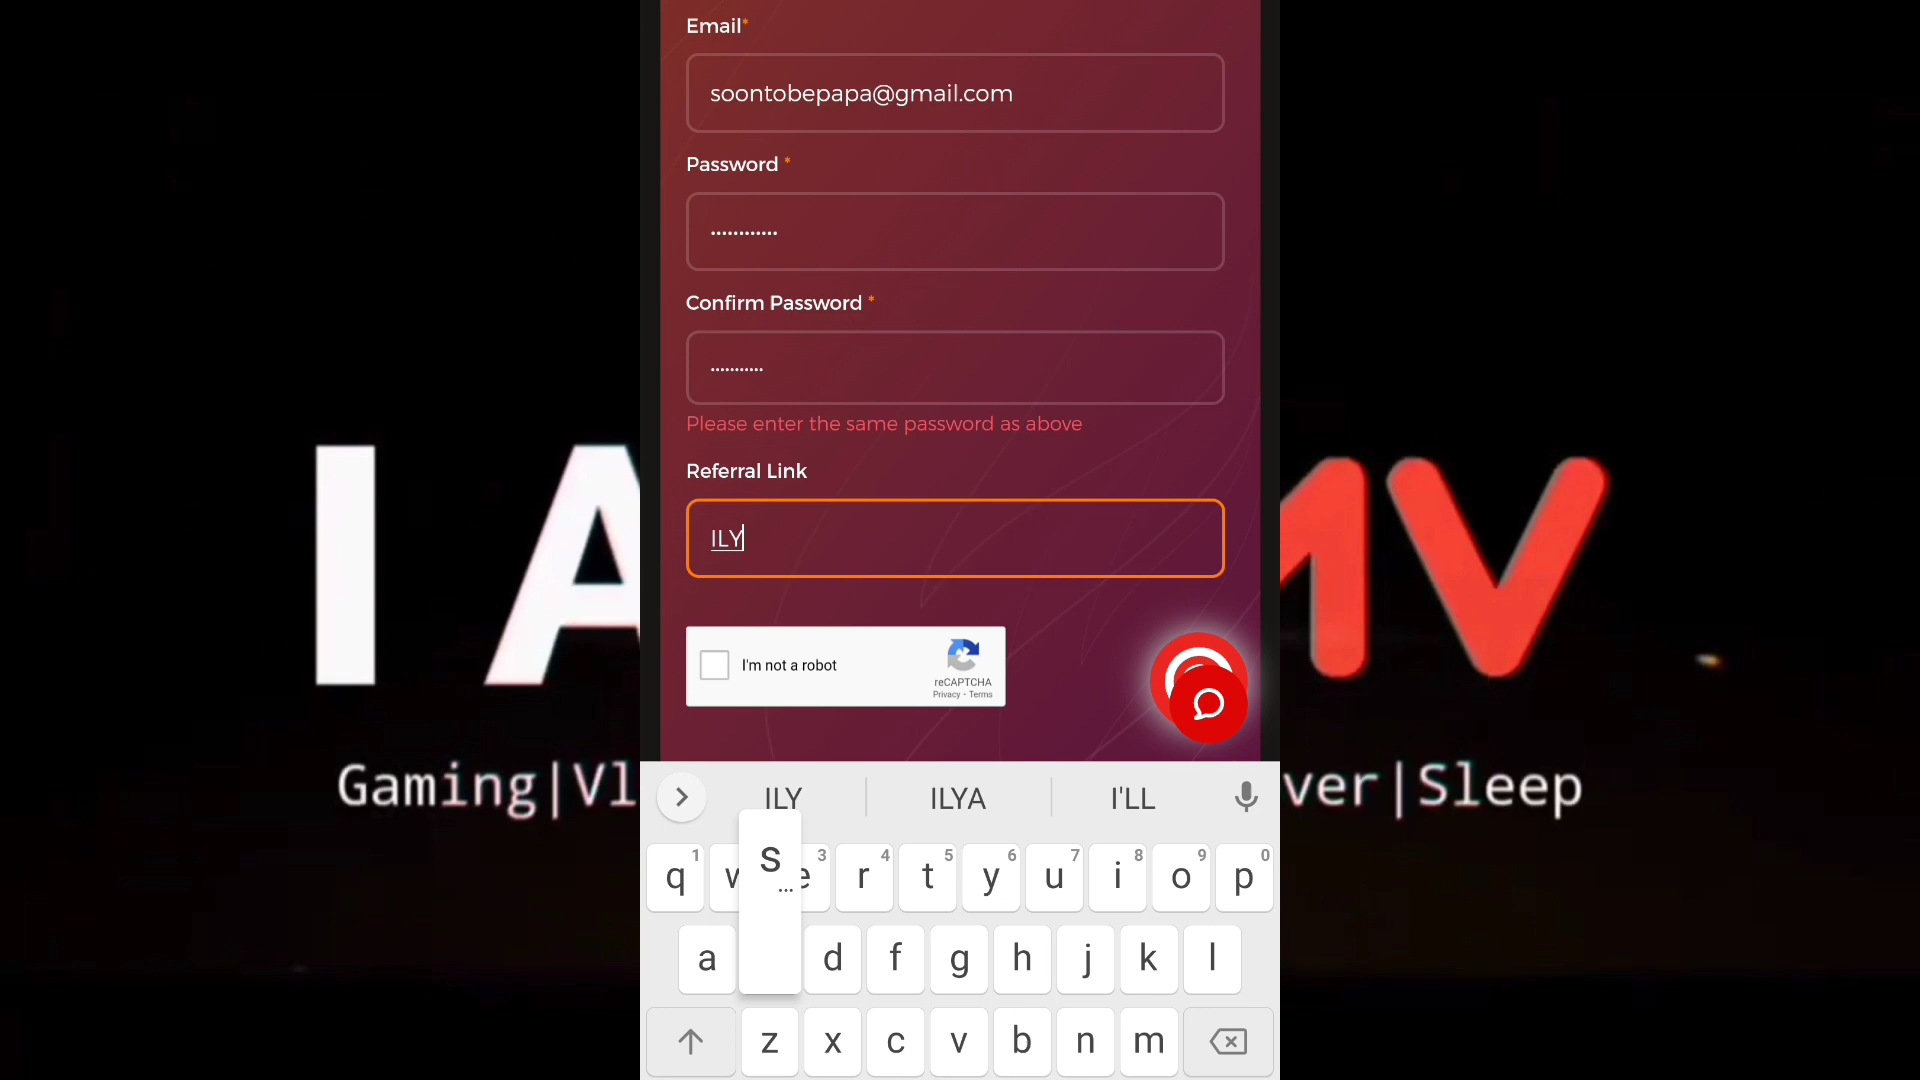 Email*
soontobepapa@gmail.com
Password *
••••••••••••
Confirm Password *
•••••••••••
Please enter the same password as above
Referral Link
ILY
I'm not a robot
reCAPTCHA
Privacy - Terms
I A MV
Gaming|Vl ver|Sleep
ILY ILYA I'LL
s
...
1 3 4 5 6 7 8 9 0
q w e r t y u i o p
a d f g h j k l
z x c v b n m